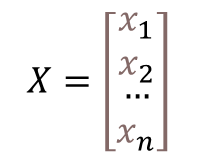 X = [x₁
x₂
...
xₙ]